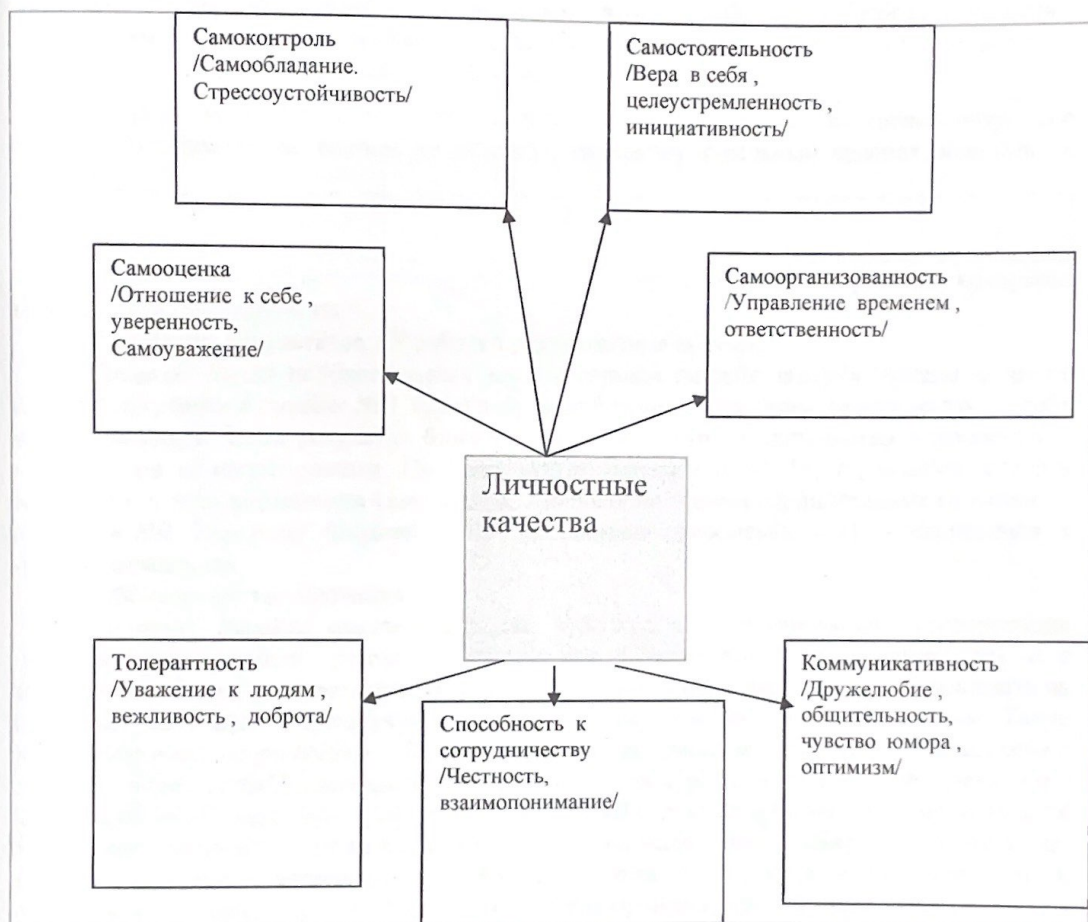 Самоконтроль
/Самообладание.
Стрессоустойчивость/
Самостоятельность
/Вера в себя ,
целеустремленность ,
инициативность/
Самооценка
/Отношение к себе ,
уверенность,
Самоуважение/
Самоорганизованность
/Управление временем ,
ответственность/
Личностные
качества
Толерантность
/Уважение к людям ,
вежливость , доброта/
Способность к
сотрудничеству
/Честность,
взаимопонимание/
Коммуникативность
/Дружелюбие ,
общительность,
чувство юмора ,
оптимизм/